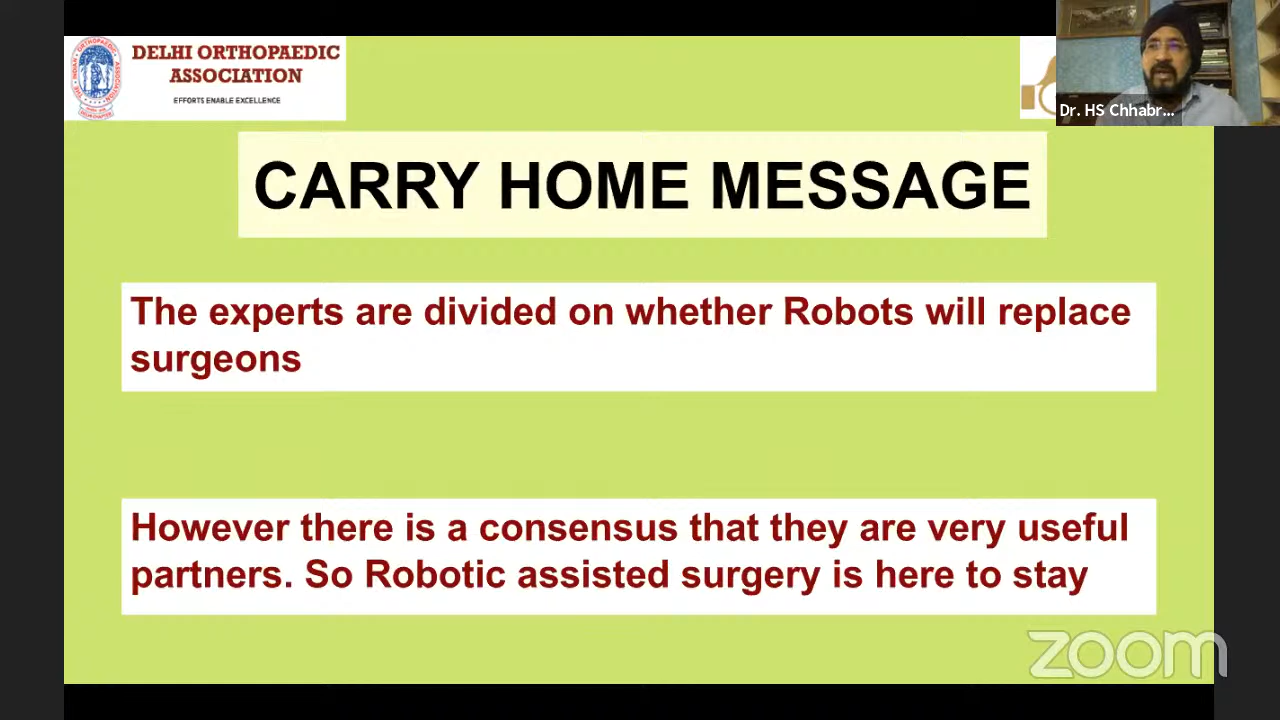 DELHI ORTHOPAEDIC
ASSOCIATION
EFFORTS ENABLE EXCELLENCE
Dr. HS Chhabr...
CARRY HOME MESSAGE
The experts are divided on whether Robots will replace
surgeons
However there is a consensus that they are very useful
partners. So Robotic assisted surgery is here to stay
zoom